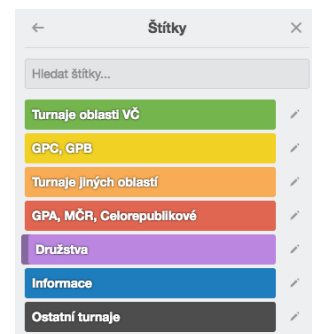 Štítky
Hledat štítky...
Turnaje oblasti VČ
GPC, GPB
Turnaje jiných oblastí
GPA, MČR, Celorepublikové
Družstva
Informace
Ostatní turnaje